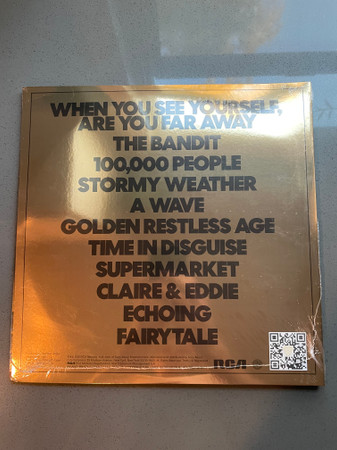 WHEN YOU SEE YOURSELF,
ARE YOU FAR AWAY
THE BANDIT
100,000 PEOPLE
STORMY WEATHER
A WAVE
GOLDEN RESTLESS AGE
TIME IN DISGUISE
SUPERMARKET
CLAIRE & EDDIE
ECHOING
FAIRYTALE
RCA